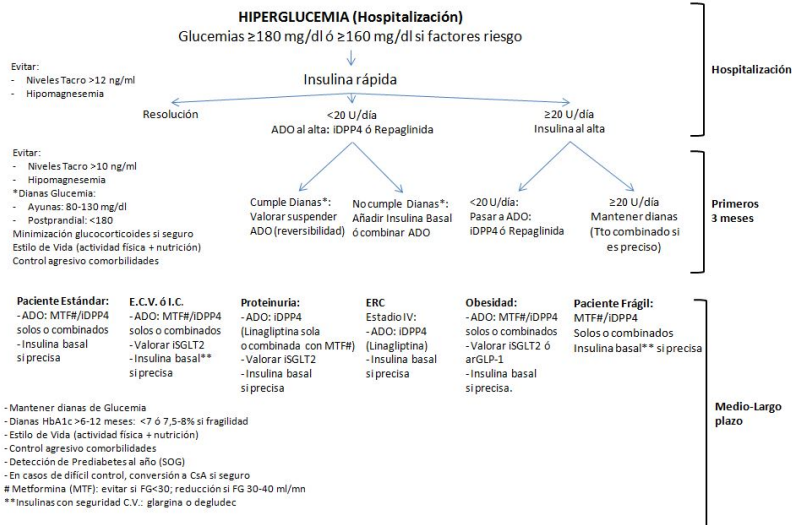 HIPERGLUCEMIA (Hospitalización)
Glucemias ≥180 mg/dl ó ≥160 mg/dl si factores riesgo
Evitar:
- Niveles Tacro >12 ng/ml
- Hipomagnesemia
Insulina rápida
Hospitalización
Resolución
<20 U/día
ADO al alta: iDPP4 ó Repaglinida
≥20 U/día
Insulina al alta
Evitar:
- Niveles Tacro >10 ng/ml
- Hipomagnesemia
*Dianas Glucemia:
- Ayunas: 80-130 mg/dl
- Postprandial: <180
Minimización glucocorticoides si seguro
Estilo de Vida (actividad física + nutrición)
Control agresivo comorbilidades
Cumple Dianas*:
Valorar suspender
ADO (reversibilidad)
No cumple Dianas*:
Añadir Insulina Basal
ó combinar ADO
<20 U/día:
Pasar a ADO:
iDPP4 ó Repaglinida
≥20 U/día
Mantener dianas
(Tto combinado si
es preciso)
Primeros
3 meses
Paciente Estándar:
- ADO: MTF#/iDPP4
solos o combinados
- Insulina basal
si precisa
E.C.V. ó I.C.
- ADO: MTF#/iDPP4
solos o combinados
- Valorar iSGLT2
- Insulina basal**
si precisa
Proteinuria:
- ADO: iDPP4
(Linagliptina sola
o combinada con MTF#)
- Valorar iSGLT2
- Insulina basal
si precisa
ERC
Estadio IV:
- ADO: iDPP4
(Linagliptina)
- Insulina basal
si precisa
Obesidad:
- ADO: MTF#/iDPP4
solos o combinados
- Valorar iSGLT2 ó
arGLP-1
- Insulina basal
si precisa.
Paciente Frágil:
MTF#/iDPP4
Solos o combinados
Insulina basal** si precisa
Medio-Largo
plazo
- Mantener dianas de Glucemia
- Dianas HbA1c >6-12 meses: <7 ó 7,5-8% si fragilidad
- Estilo de Vida (actividad física + nutrición)
- Control agresivo comorbilidades
- Detección de Prediabetes al año (SOG)
- En casos de difícil control, conversión a CsA si seguro
# Metformina (MTF): evitar si FG<30; reducción si FG 30-40 ml/mn
**Insulinas con seguridad C.V.: glargina o degludec